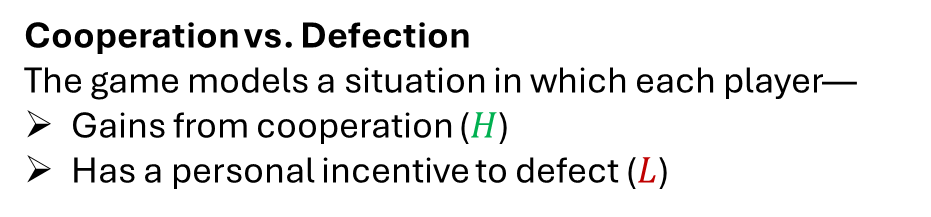 Cooperation vs. Defection
The game models a situation in which each player—
➢ Gains from cooperation (H)
➢ Has a personal incentive to defect (L)